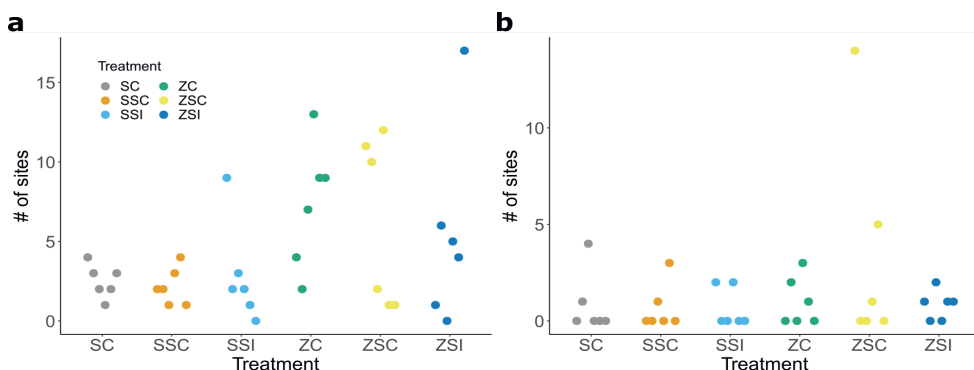 a
Treatment
SC
ZC
SSC
ZSC
SSI
ZSI
15
10
5
0
# of sites
SC SSC SSI ZC ZSC ZSI
Treatment
b
10
5
0
# of sites
SC SSC SSI ZC ZSC ZSI
Treatment